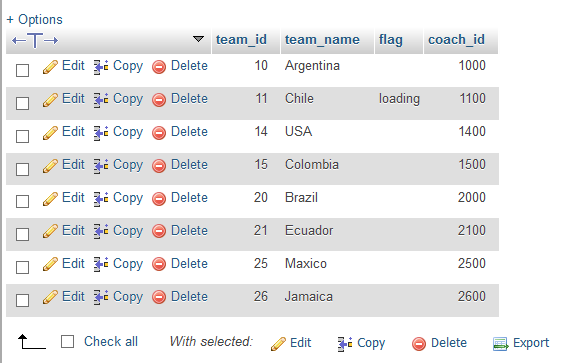 + Options
team_id team_name flag coach_id
Edit Copy Delete 10 Argentina 1000
Edit Copy Delete 11 Chile loading 1100
Edit Copy Delete 14 USA 1400
Edit Copy Delete 15 Colombia 1500
Edit Copy Delete 20 Brazil 2000
Edit Copy Delete 21 Ecuador 2100
Edit Copy Delete 25 Maxico 2500
Edit Copy Delete 26 Jamaica 2600
Check all With selected: Edit Copy Delete Export